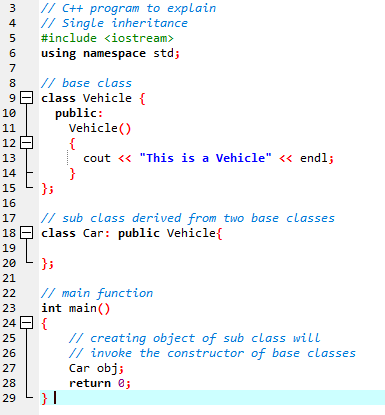 3 // C++ program to explain
4 // Single inheritance
5 #include <iostream>
6 using namespace std;
7
8 // base class
9 class Vehicle {
10 public:
11 Vehicle()
12 {
13 cout << "This is a Vehicle" << endl;
14 }
15 };
16
17 // sub class derived from two base classes
18 class Car: public Vehicle{
19
20 };
21
22 // main function
23 int main()
24 {
25 // creating object of sub class will
26 // invoke the constructor of base classes
27 Car obj;
28 return 0;
29 }